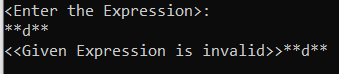 <Enter the Expression>:
**d**
<<Given Expression is invalid>>**d**